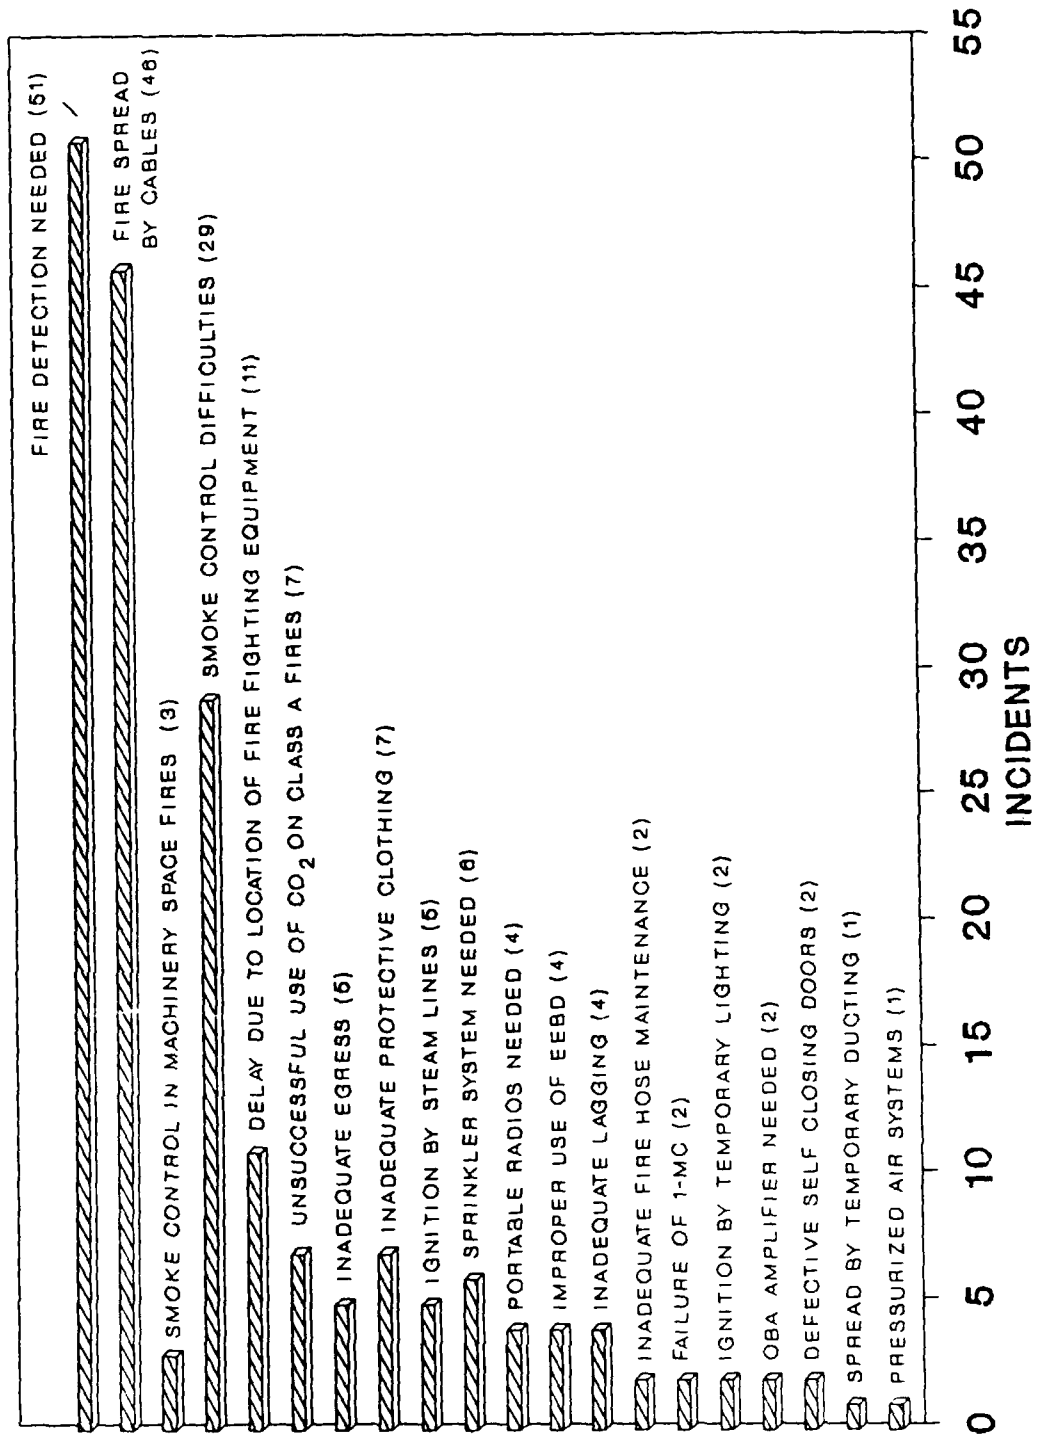 FIRE DETECTION NEEDED (51)
FIRE SPREAD
BY CABLES (46)
SMOKE CONTROL IN MACHINERY SPACE FIRES (3)
SMOKE CONTROL DIFFICULTIES (29)
DELAY DUE TO LOCATION OF FIRE FIGHTING EQUIPMENT (11)
UNSUCCESSFUL USE OF CO2 ON CLASS A FIRES (7)
INADEQUATE EGRESS (5)
INADEQUATE PROTECTIVE CLOTHING (7)
IGNITION BY STEAM LINES (5)
SPRINKLER SYSTEM NEEDED (6)
PORTABLE RADIOS NEEDED (4)
IMPROPER USE OF EEBD (4)
INADEQUATE LAGGING (4)
INADEQUATE FIRE HOSE MAINTENANCE (2)
FAILURE OF 1-MC (2)
IGNITION BY TEMPORARY LIGHTING (2)
OBA AMPLIFIER NEEDED (2)
DEFECTIVE SELF CLOSING DOORS (2)
SPREAD BY TEMPORARY DUCTING (1)
PRESSURIZED AIR SYSTEMS (1)
0 5 10 15 20 25 30 35 40 45 50 55
INCIDENTS